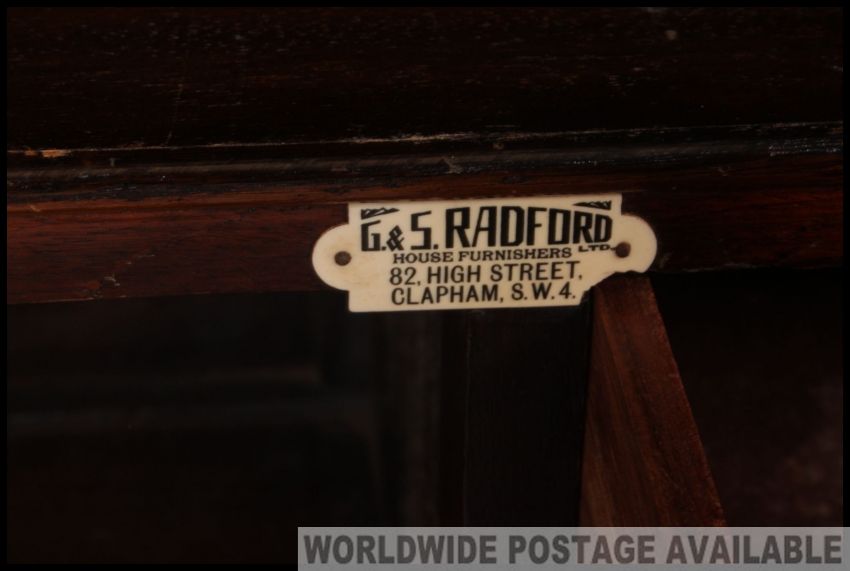 G. & S. RADFORD LTD.
HOUSE FURNISHERS
82, HIGH STREET,
CLAPHAM, S.W.4.
WORLDWIDE POSTAGE AVAILABLE